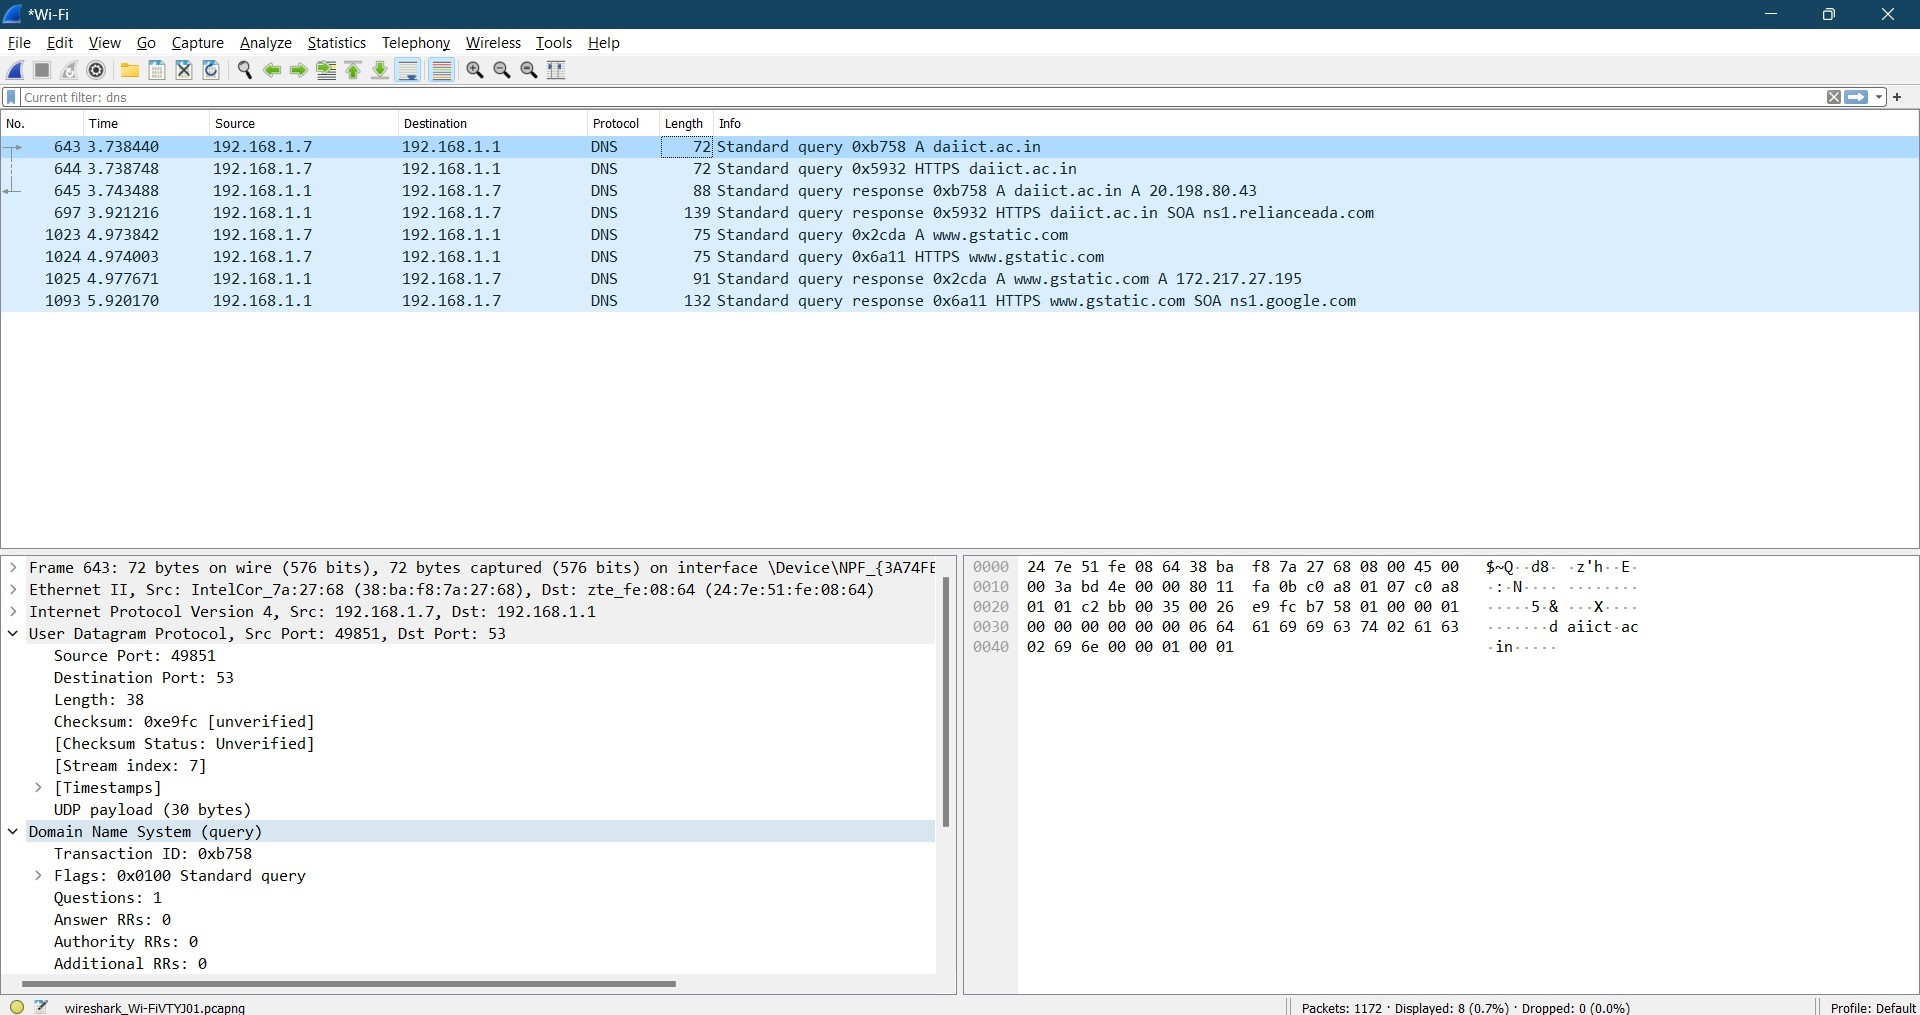 *Wi-Fi
File Edit View Go Capture Analyze Statistics Telephony Wireless Tools Help
Current filter: dns
No. Time Source Destination Protocol Length Info
643 3.738440 192.168.1.7 192.168.1.1 DNS 72 Standard query 0xb758 A daiict.ac.in
644 3.738748 192.168.1.7 192.168.1.1 DNS 72 Standard query 0x5932 HTTPS daiict.ac.in
645 3.743488 192.168.1.1 192.168.1.7 DNS 88 Standard query response 0xb758 A daiict.ac.in A 20.198.80.43
697 3.921216 192.168.1.1 192.168.1.7 DNS 139 Standard query response 0x5932 HTTPS daiict.ac.in SOA ns1.relianceada.com
1023 4.973842 192.168.1.7 192.168.1.1 DNS 75 Standard query 0x2cda A www.gstatic.com
1024 4.974003 192.168.1.7 192.168.1.1 DNS 75 Standard query 0x6a11 HTTPS www.gstatic.com
1025 4.977671 192.168.1.1 192.168.1.7 DNS 91 Standard query response 0x2cda A www.gstatic.com A 172.217.27.195
1093 5.920170 192.168.1.1 192.168.1.7 DNS 132 Standard query response 0x6a11 HTTPS www.gstatic.com SOA ns1.google.com
Frame 643: 72 bytes on wire (576 bits), 72 bytes captured (576 bits) on interface \Device\NPF_{3A74FE
Ethernet II, Src: IntelCor_7a:27:68 (38:ba:f8:7a:27:68), Dst: zte_fe:08:64 (24:7e:51:fe:08:64)
Internet Protocol Version 4, Src: 192.168.1.7, Dst: 192.168.1.1
User Datagram Protocol, Src Port: 49851, Dst Port: 53
Source Port: 49851
Destination Port: 53
Length: 38
Checksum: 0xe9fc [unverified]
[Checksum Status: Unverified]
[Stream index: 7]
[Timestamps]
UDP payload (30 bytes)
Domain Name System (query)
Transaction ID: 0xb758
Flags: 0x0100 Standard query
Questions: 1
Answer RRs: 0
Authority RRs: 0
Additional RRs: 0
0000 24 7e 51 fe 08 64 38 ba f8 7a 27 68 08 00 45 00 $~Q··d8· ·z'h··E·
0010 00 3a bd 4e 00 00 80 11 fa 0b c0 a8 01 07 c0 a8 ·:·N···· ········
0020 01 01 c2 bb 00 35 00 26 e9 fc b7 58 01 00 00 01 ·····5·& ···X····
0030 00 00 00 00 00 00 06 64 61 69 69 63 74 02 61 63 ·······d aiict·ac
0040 02 69 6e 00 00 01 00 01 ·in·····
wireshark_Wi-FiVTYJ01.pcapng
Packets: 1172 · Displayed: 8 (0.7%) · Dropped: 0 (0.0%)
Profile: Default